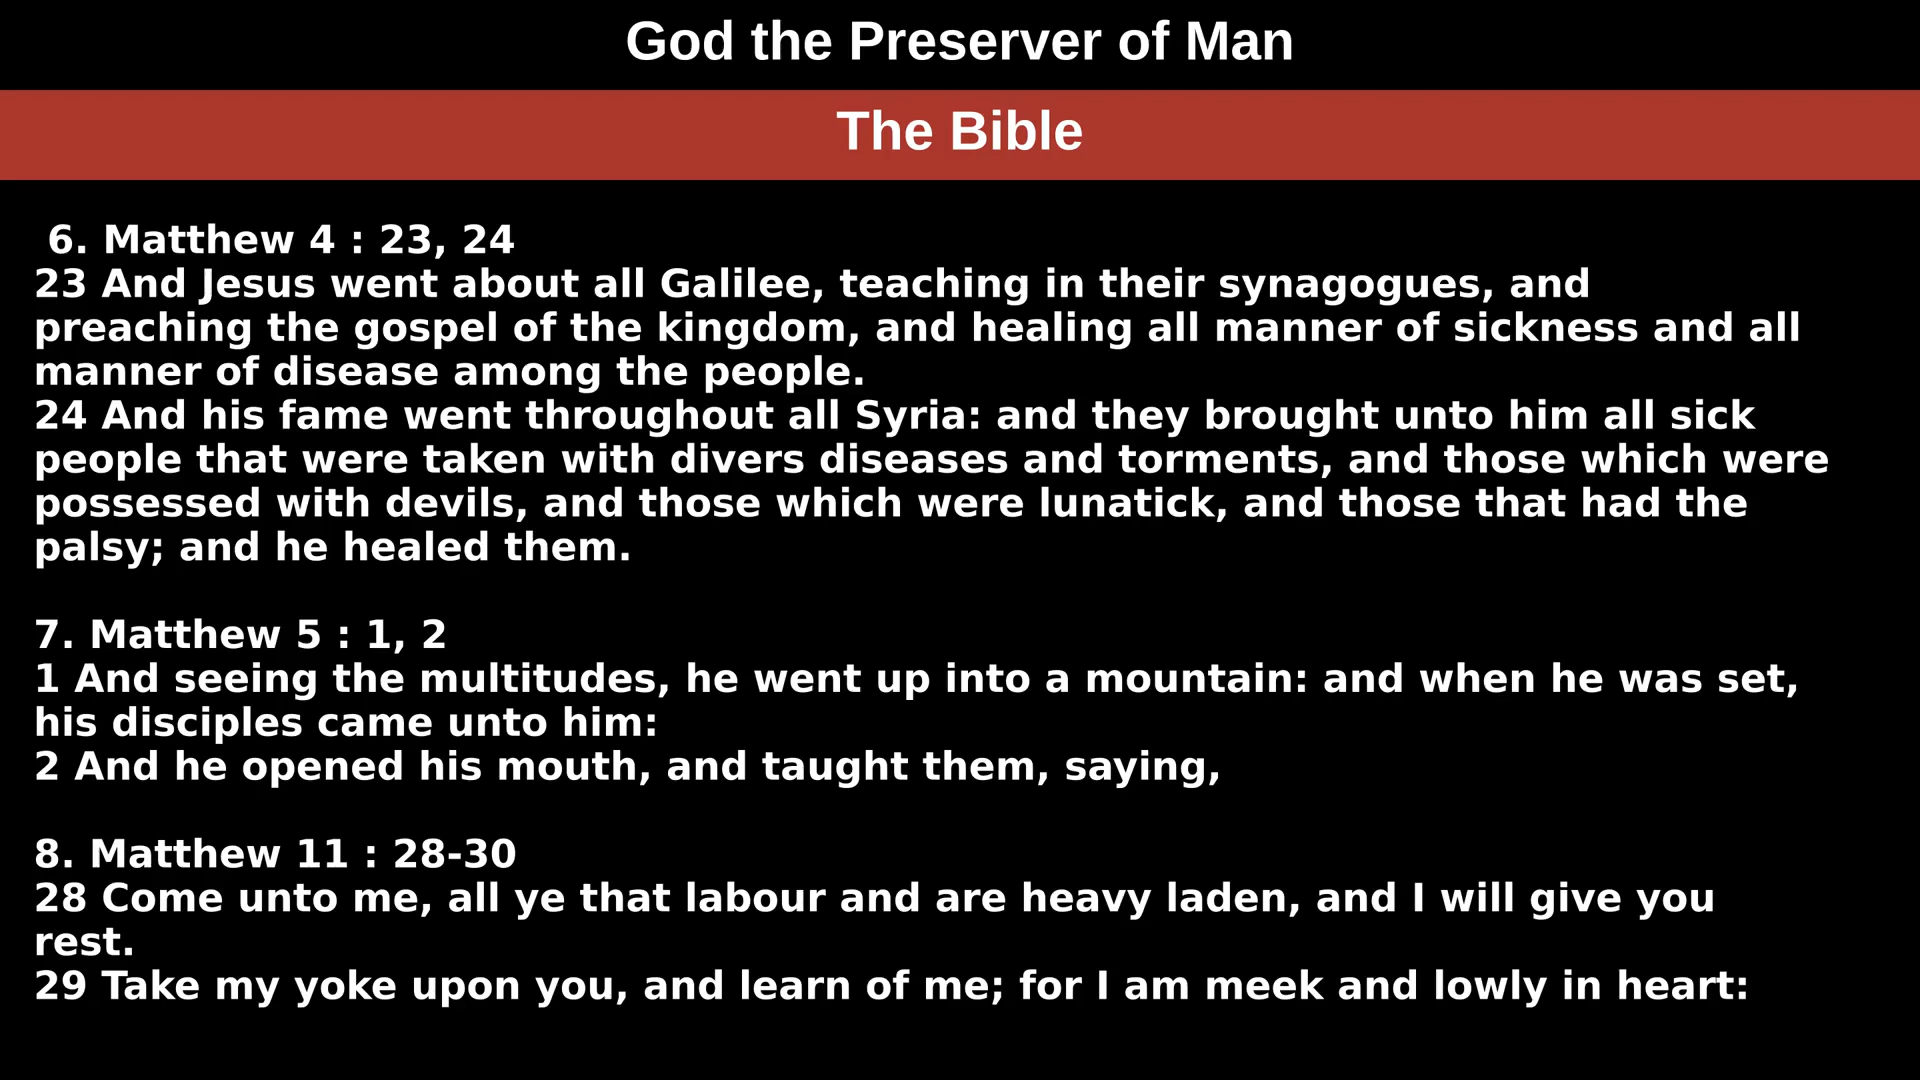 God the Preserver of Man
The Bible
6. Matthew 4 : 23, 24
23 And Jesus went about all Galilee, teaching in their synagogues, and
preaching the gospel of the kingdom, and healing all manner of sickness and all
manner of disease among the people.
24 And his fame went throughout all Syria: and they brought unto him all sick
people that were taken with divers diseases and torments, and those which were
possessed with devils, and those which were lunatick, and those that had the
palsy; and he healed them.
7. Matthew 5 : 1, 2
1 And seeing the multitudes, he went up into a mountain: and when he was set,
his disciples came unto him:
2 And he opened his mouth, and taught them, saying,
8. Matthew 11 : 28-30
28 Come unto me, all ye that labour and are heavy laden, and I will give you
rest.
29 Take my yoke upon you, and learn of me; for I am meek and lowly in heart: